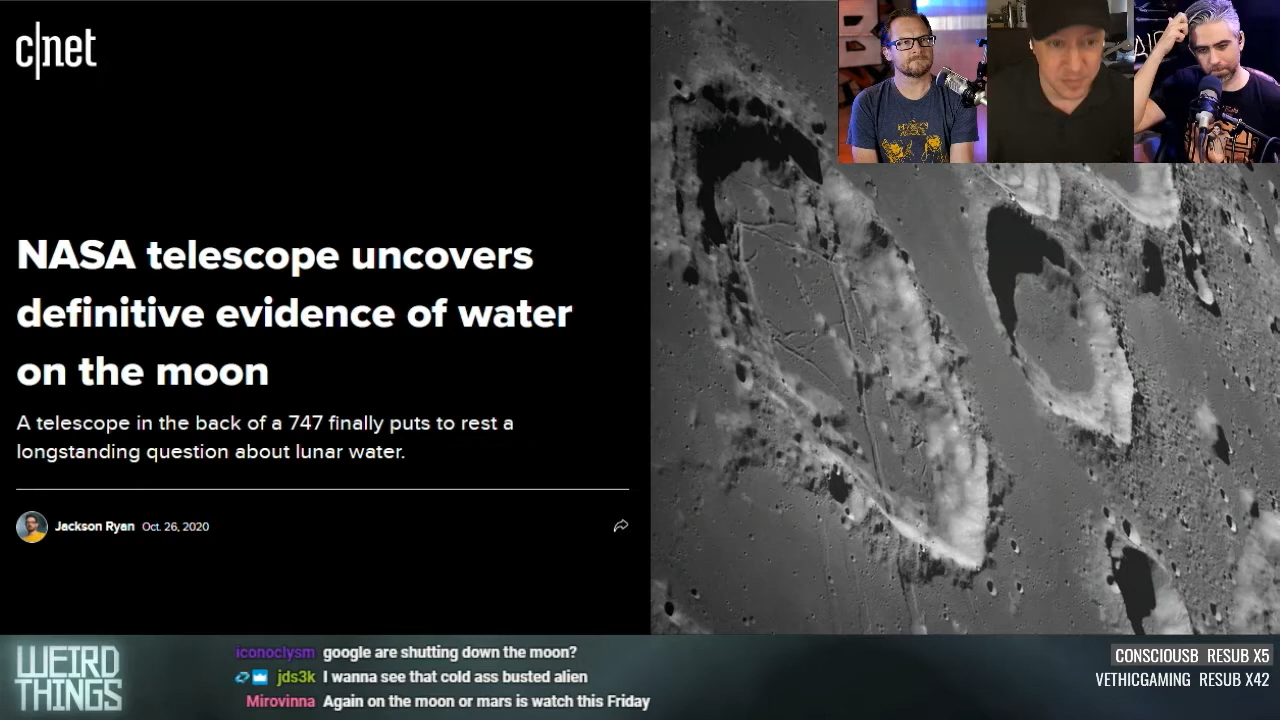 c|net
NASA telescope uncovers
definitive evidence of water
on the moon
A telescope in the back of a 747 finally puts to rest a
longstanding question about lunar water.
Jackson Ryan Oct. 26, 2020
WEIRD
THINGS
iconoclysm google are shutting down the moon?
jds3k I wanna see that cold ass busted alien
Mirovinna Again on the moon or mars is watch this Friday
CONSCIOUSB RESUB X5
VETHICGAMING RESUB X42